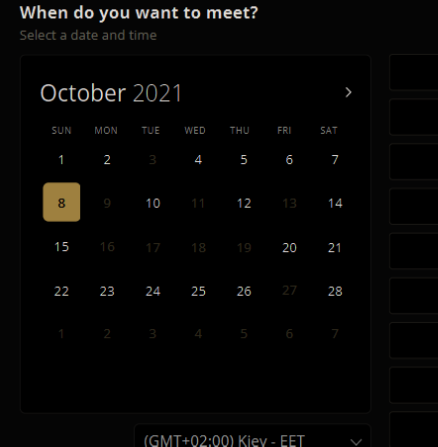 When do you want to meet?
Select a date and time
October 2021
SUN MON TUE WED THU FRI SAT
1 2 3 4 5 6 7
8 9 10 11 12 13 14
15 16 17 18 19 20 21
22 23 24 25 26 27 28
1 2 3 4 5 6 7
(GMT+02:00) Kiev - EET